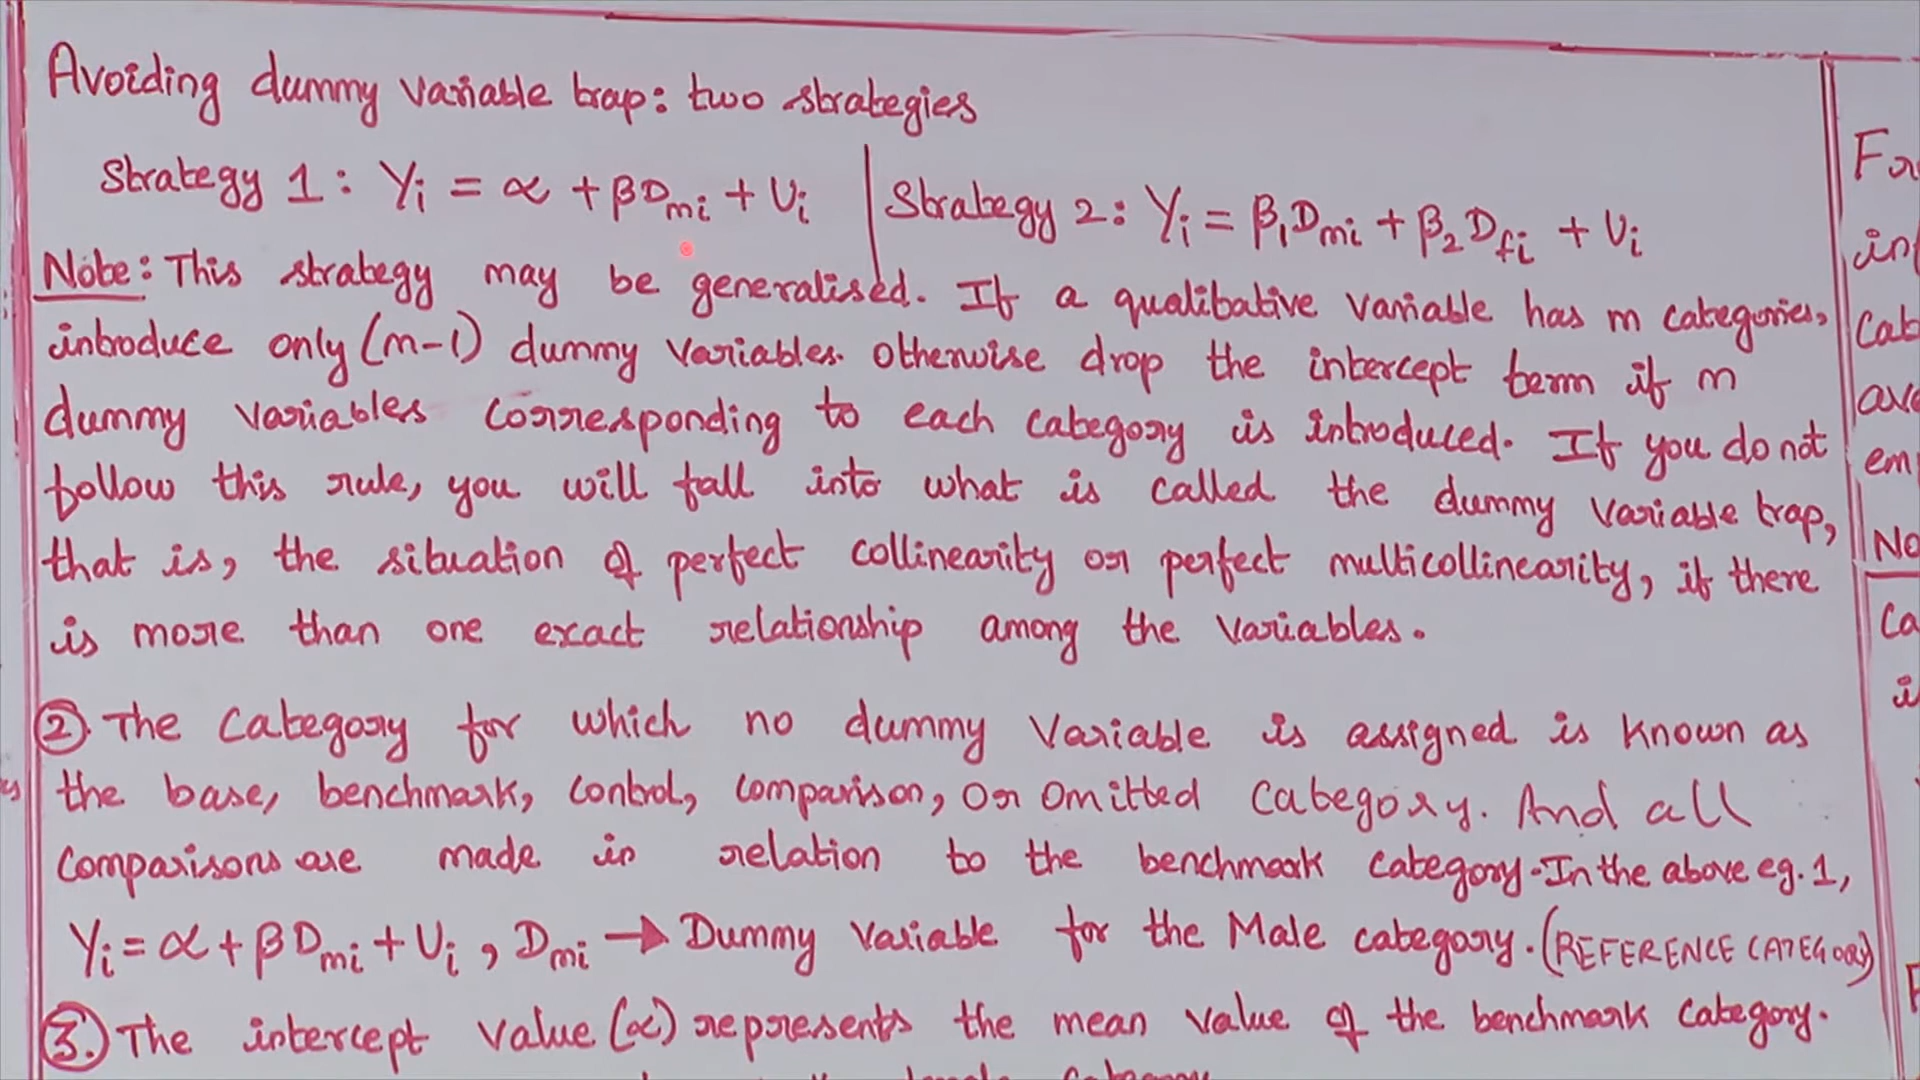 Avoiding dummy variable trap: two strategies
Strategy 1: Yᵢ = α + βDₘᵢ + Uᵢ | Strategy 2: Yᵢ = β₁Dₘᵢ + β₂D_fi + Uᵢ
Note: This strategy may be generalised. If a qualitative variable has m categories,
introduce only (m-1) dummy variables. Otherwise drop the intercept term if m
dummy variables corresponding to each category is introduced. If you do not
follow this rule, you will fall into what is called the dummy variable trap,
that is, the situation of perfect collinearity or perfect multicollinearity, if there
is more than one exact relationship among the variables.
② The category for which no dummy variable is assigned is known as
the base, benchmark, control, comparison, or omitted category. And all
comparisons are made in relation to the benchmark category. In the above eg. 1,
Yᵢ = α + βDₘᵢ + Uᵢ, Dₘᵢ → Dummy variable for the Male category. (REFERENCE CATEGORY)
③. The intercept value (α) represents the mean value of the benchmark category.
category
No